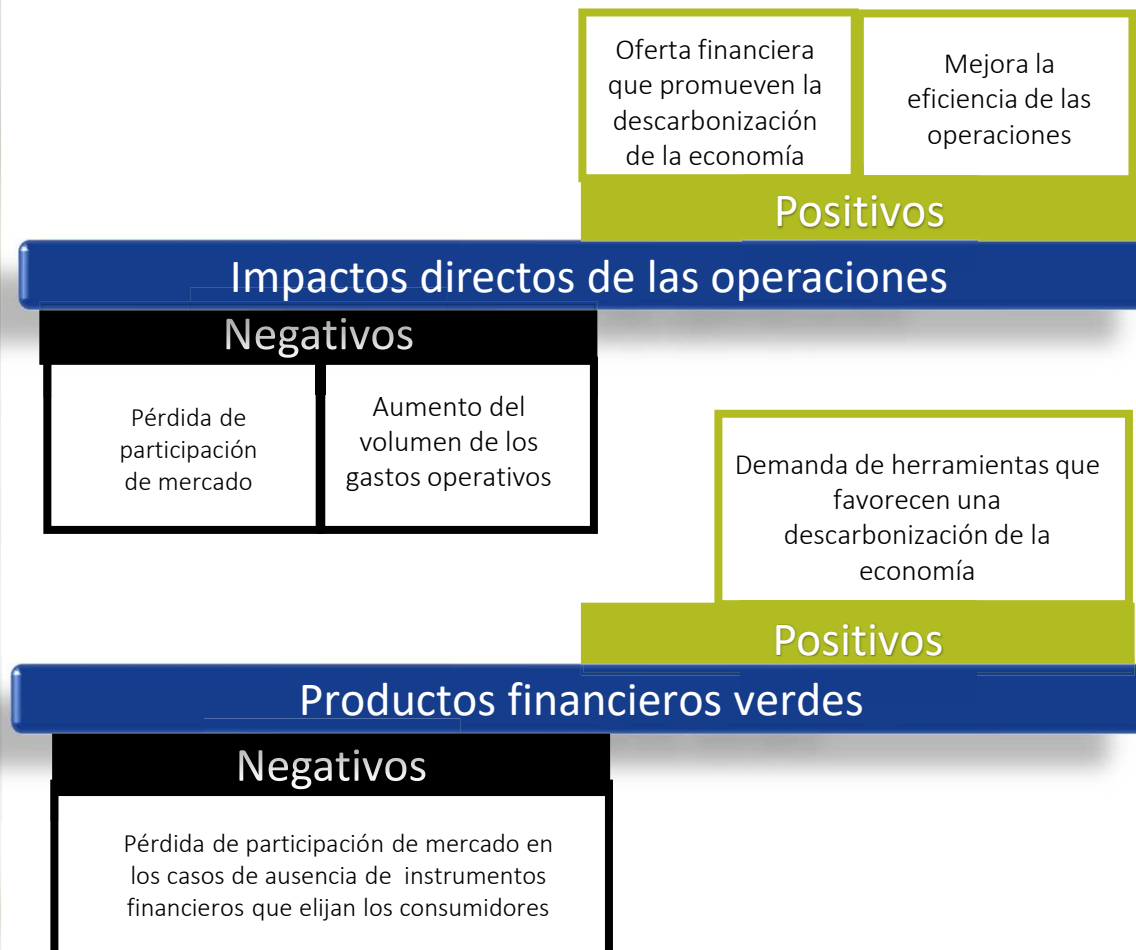 Oferta financiera
que promueven la
descarbonización
de la economía
Mejora la
eficiencia de las
operaciones
Positivos
Impactos directos de las operaciones
Negativos
Pérdida de
participación
de mercado
Aumento del
volumen de los
gastos operativos
Demanda de herramientas que
favorecen una
descarbonización de la
economía
Positivos
Productos financieros verdes
Negativos
Pérdida de participación de mercado en
los casos de ausencia de instrumentos
financieros que elijan los consumidores